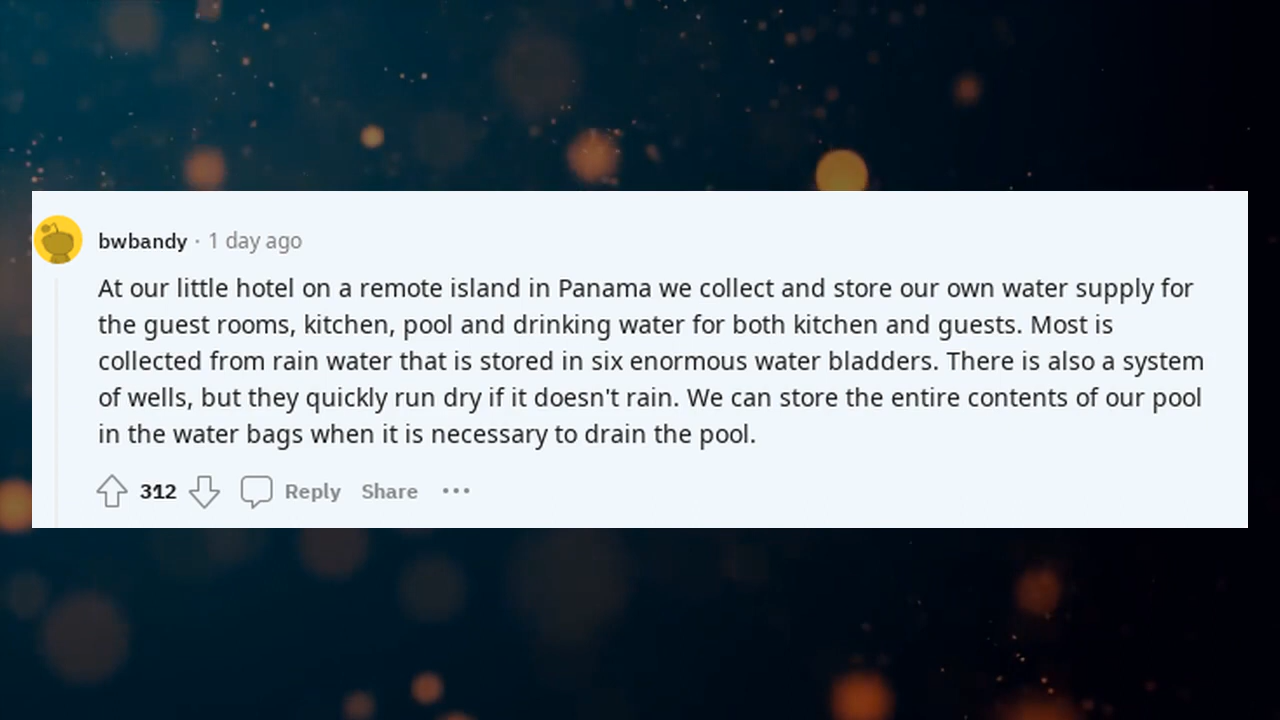 bwbandy · 1 day ago
At our little hotel on a remote island in Panama we collect and store our own water supply for
the guest rooms, kitchen, pool and drinking water for both kitchen and guests. Most is
collected from rain water that is stored in six enormous water bladders. There is also a system
of wells, but they quickly run dry if it doesn't rain. We can store the entire contents of our pool
in the water bags when it is necessary to drain the pool.
312 Reply Share ···